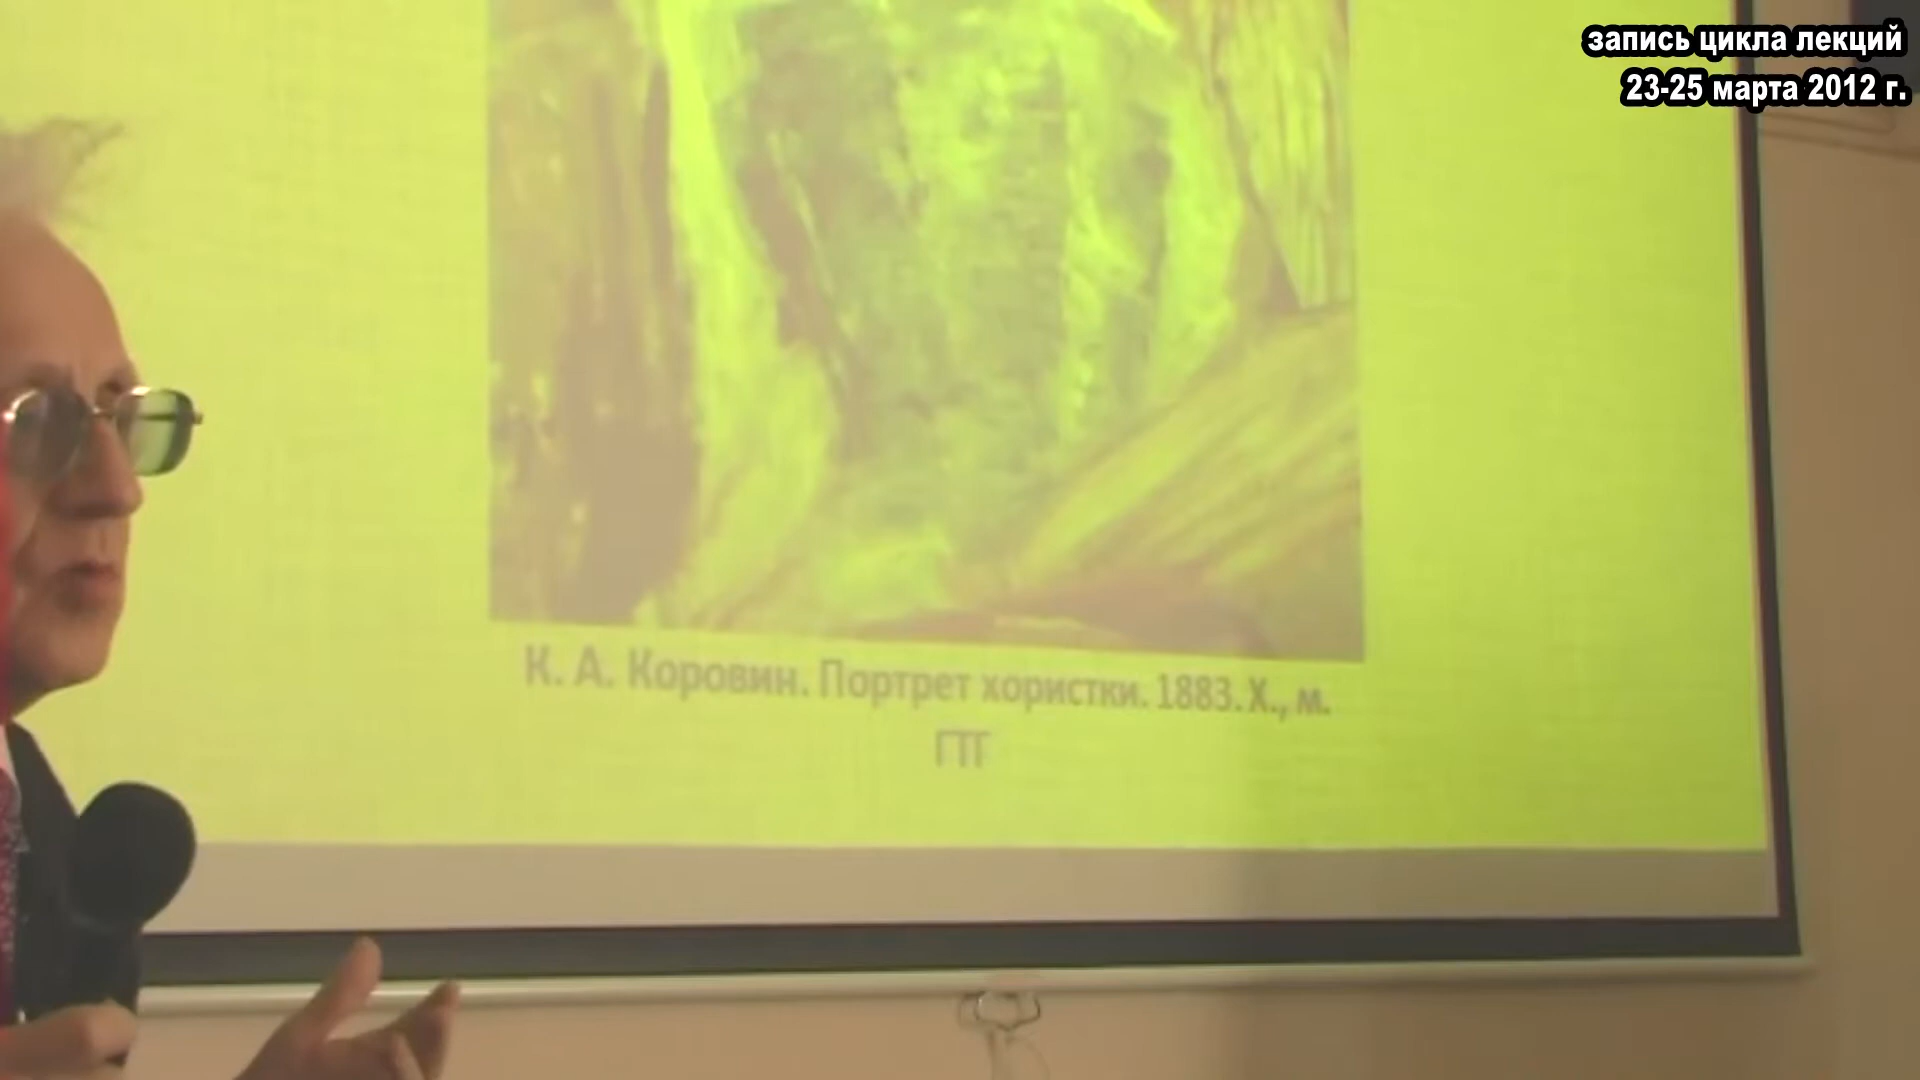 запись цикла лекций
23-25 марта 2012 г.
К. А. Коровин. Портрет хористки. 1883. Х., м.
ГТГ